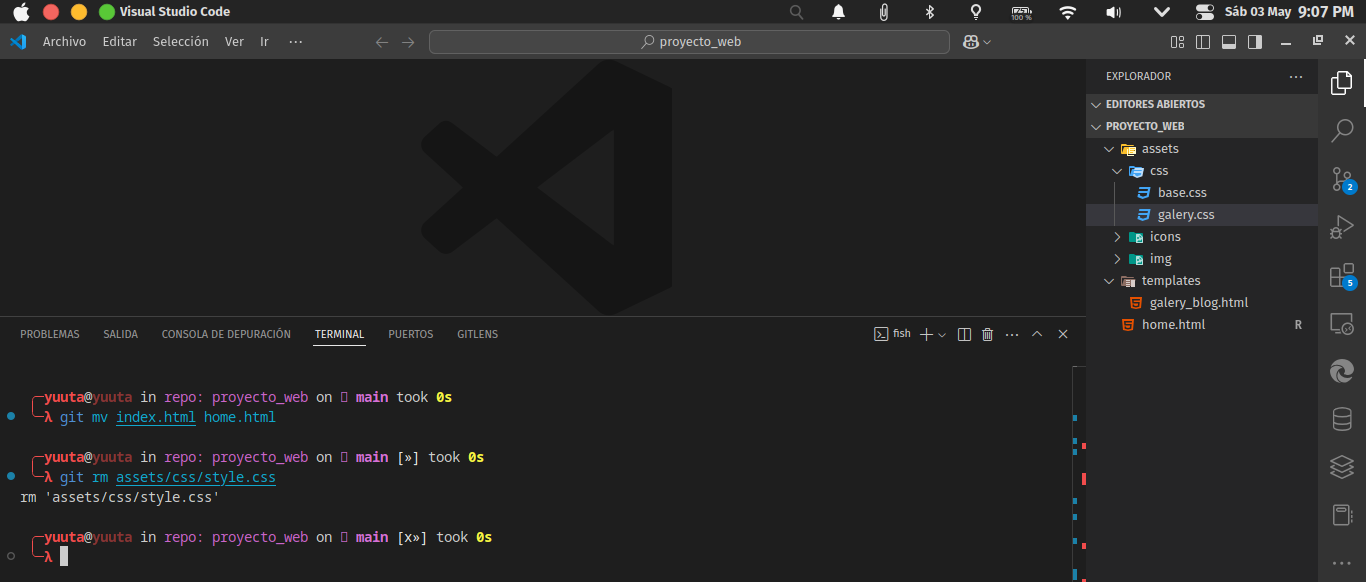 Visual Studio Code
75%
100 %
Sáb 03 May 9:07 PM
Archivo Editar Selección Ver Ir ···
proyecto_web
EXPLORADOR
EDITORES ABIERTOS
PROYECTO_WEB
assets
css
base.css
galery.css
icons
img
templates
galery_blog.html
home.html R
2
5
PROBLEMAS SALIDA CONSOLA DE DEPURACIÓN TERMINAL PUERTOS GITLENS
fish
yuuta@yuuta in repo: proyecto_web on main took 0s
λ git mv index.html home.html
yuuta@yuuta in repo: proyecto_web on main [»] took 0s
λ git rm assets/css/style.css
rm 'assets/css/style.css'
yuuta@yuuta in repo: proyecto_web on main [x»] took 0s
λ